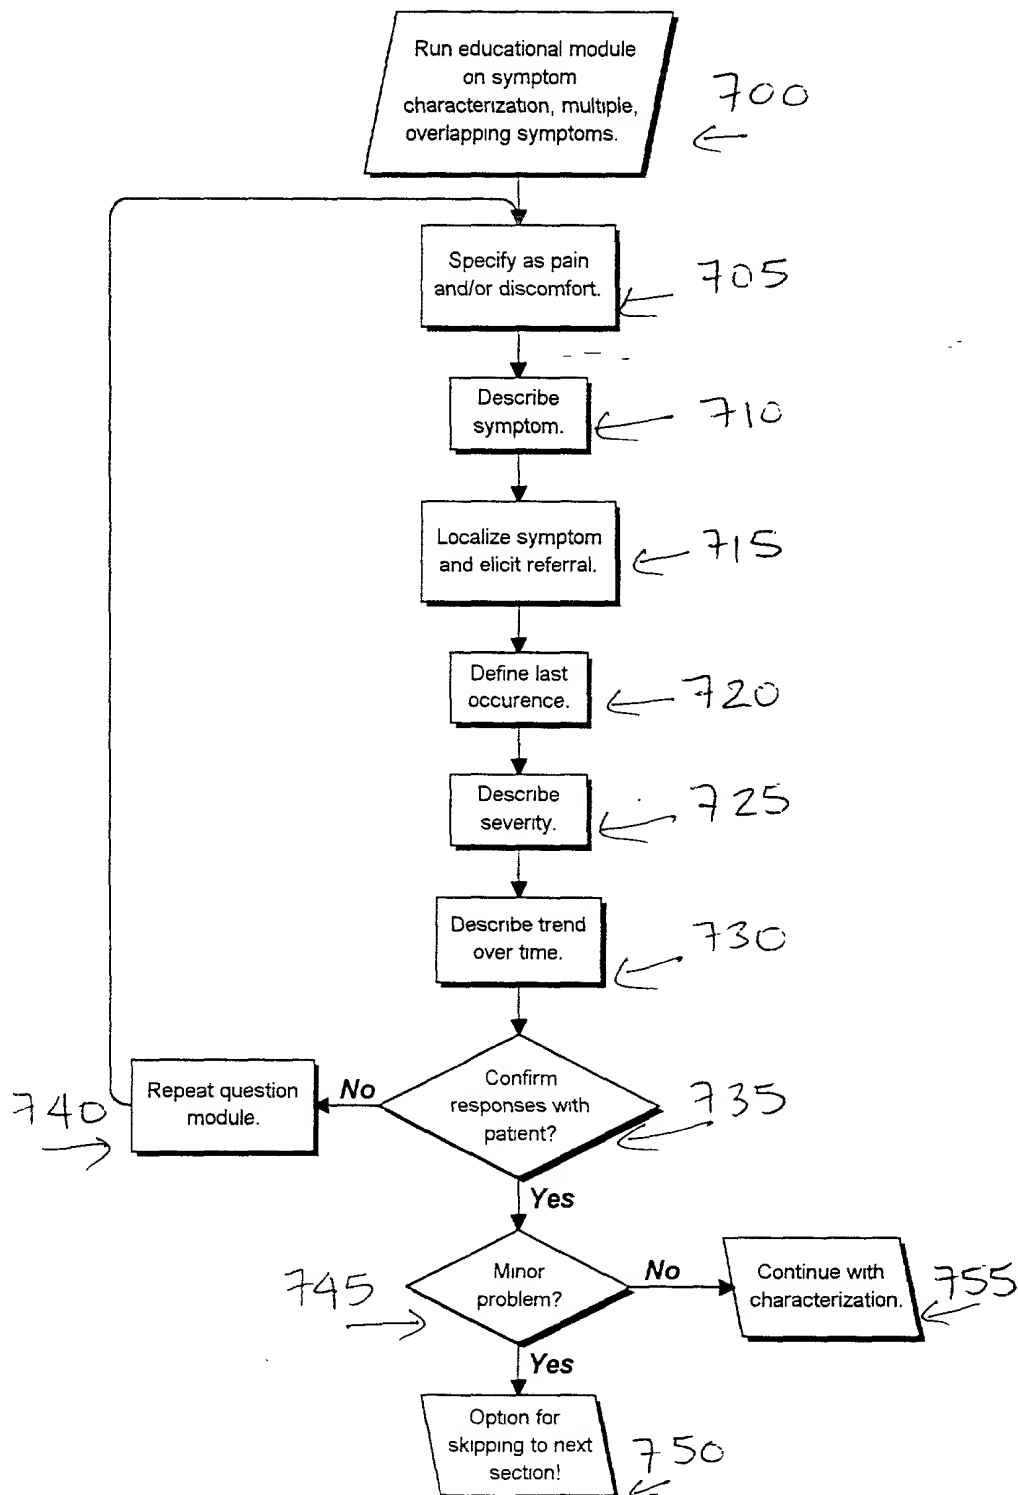 Run educational module
on symptom
characterization, multiple,
overlapping symptoms.
700
Specify as pain
and/or discomfort.
705
Describe
symptom.
710
Localize symptom
and elicit referral.
715
Define last
occurence.
720
Describe
severity.
725
Describe trend
over time.
730
Confirm
responses with
patient?
735
No
Repeat question
module.
740
Yes
Minor
problem?
745
No
Continue with
characterization.
755
Yes
Option for
skipping to next
section!
750